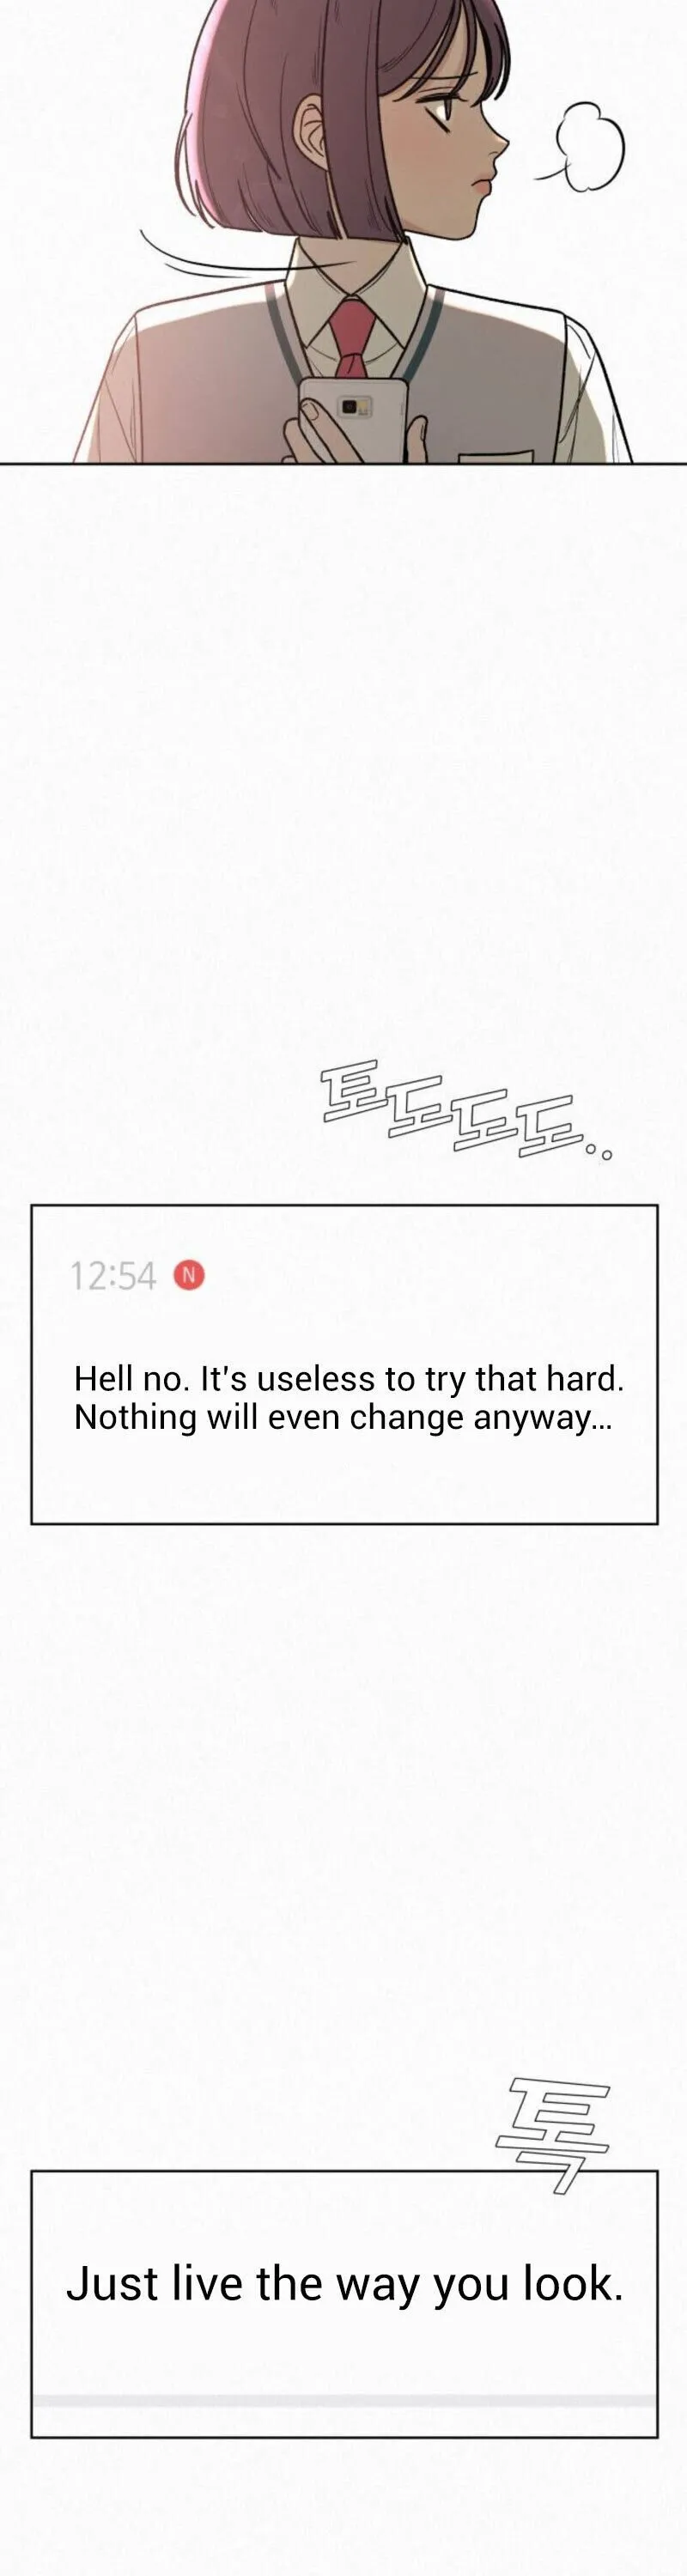 토도도도..
12:54 N
Hell no. It's useless to try that hard.
Nothing will even change anyway...
톡
Just live the way you look.